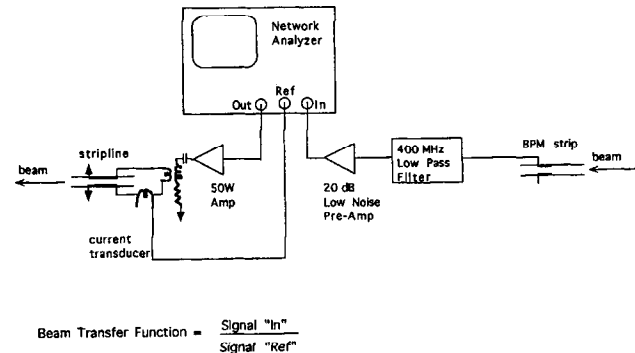 Network
Analyzer
Ref
Out
In
stripline
beam
50W
Amp
20 dB
Low Noise
Pre-Amp
400 MHz
Low Pass
Filter
BPM strip
beam
current
transducer
Beam Transfer Function = Signal "In"
Signal "Ref"